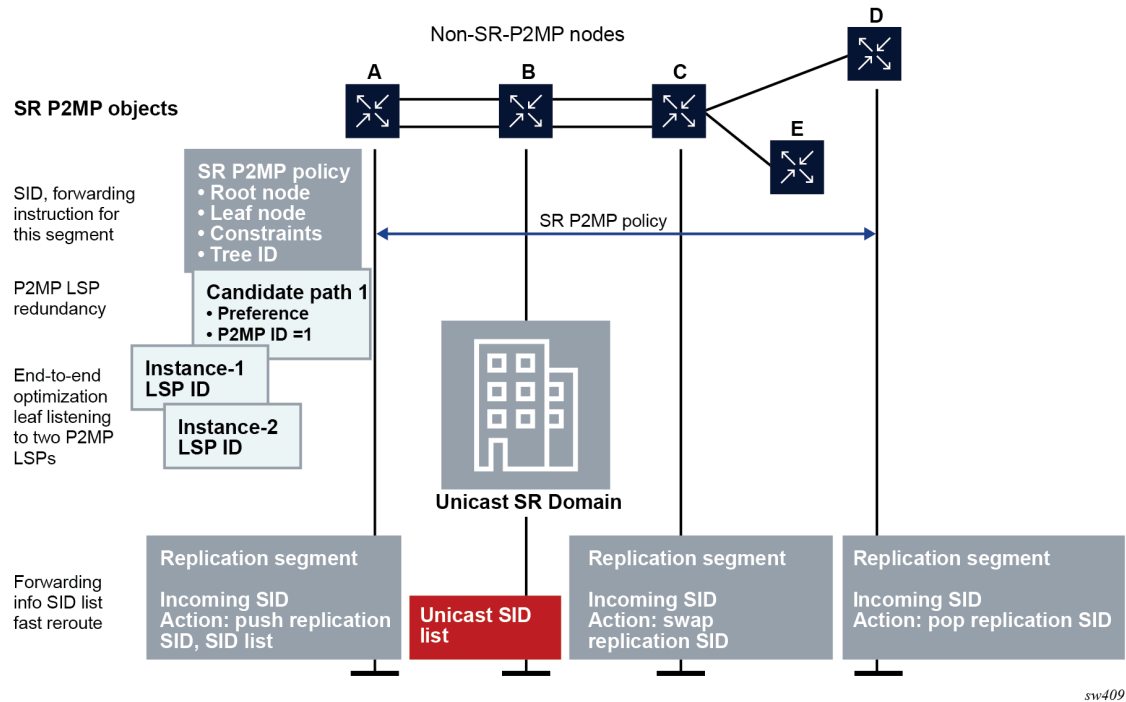 Non-SR-P2MP nodes
A
B
C
D
E
SR P2MP objects
SID, forwarding
instruction for
this segment
SR P2MP policy
• Root node
• Leaf node
• Constraints
• Tree ID
SR P2MP policy
P2MP LSP
redundancy
Candidate path 1
• Preference
• P2MP ID =1
End-to-end
optimization
leaf listening
to two P2MP
LSPs
Instance-1
LSP ID
Instance-2
LSP ID
Unicast SR Domain
Forwarding
info SID list
fast reroute
Replication segment
Incoming SID
Action: push replication
SID, SID list
Unicast SID
list
Replication segment
Incoming SID
Action: swap
replication SID
Replication segment
Incoming SID
Action: pop replication SID
sw409